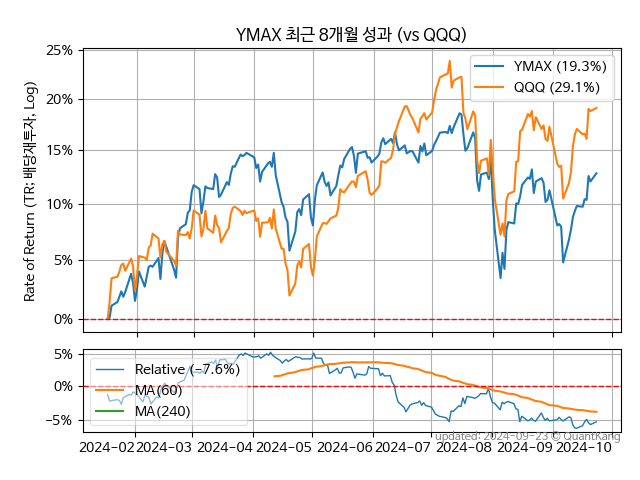 YMAX 최근 8개월 성과 (vs QQQ)
Rate of Return (TR: 배당재투자, Log)
25%
20%
15%
10%
5%
0%
YMAX (19.3%)
QQQ (29.1%)
5%
0%
−5%
Relative (−7.6%)
MA(60)
MA(240)
2024-02 2024-03 2024-04 2024-05 2024-06 2024-07 2024-08 2024-09 2024-10
updated: 2024-09-23 © QuantKang